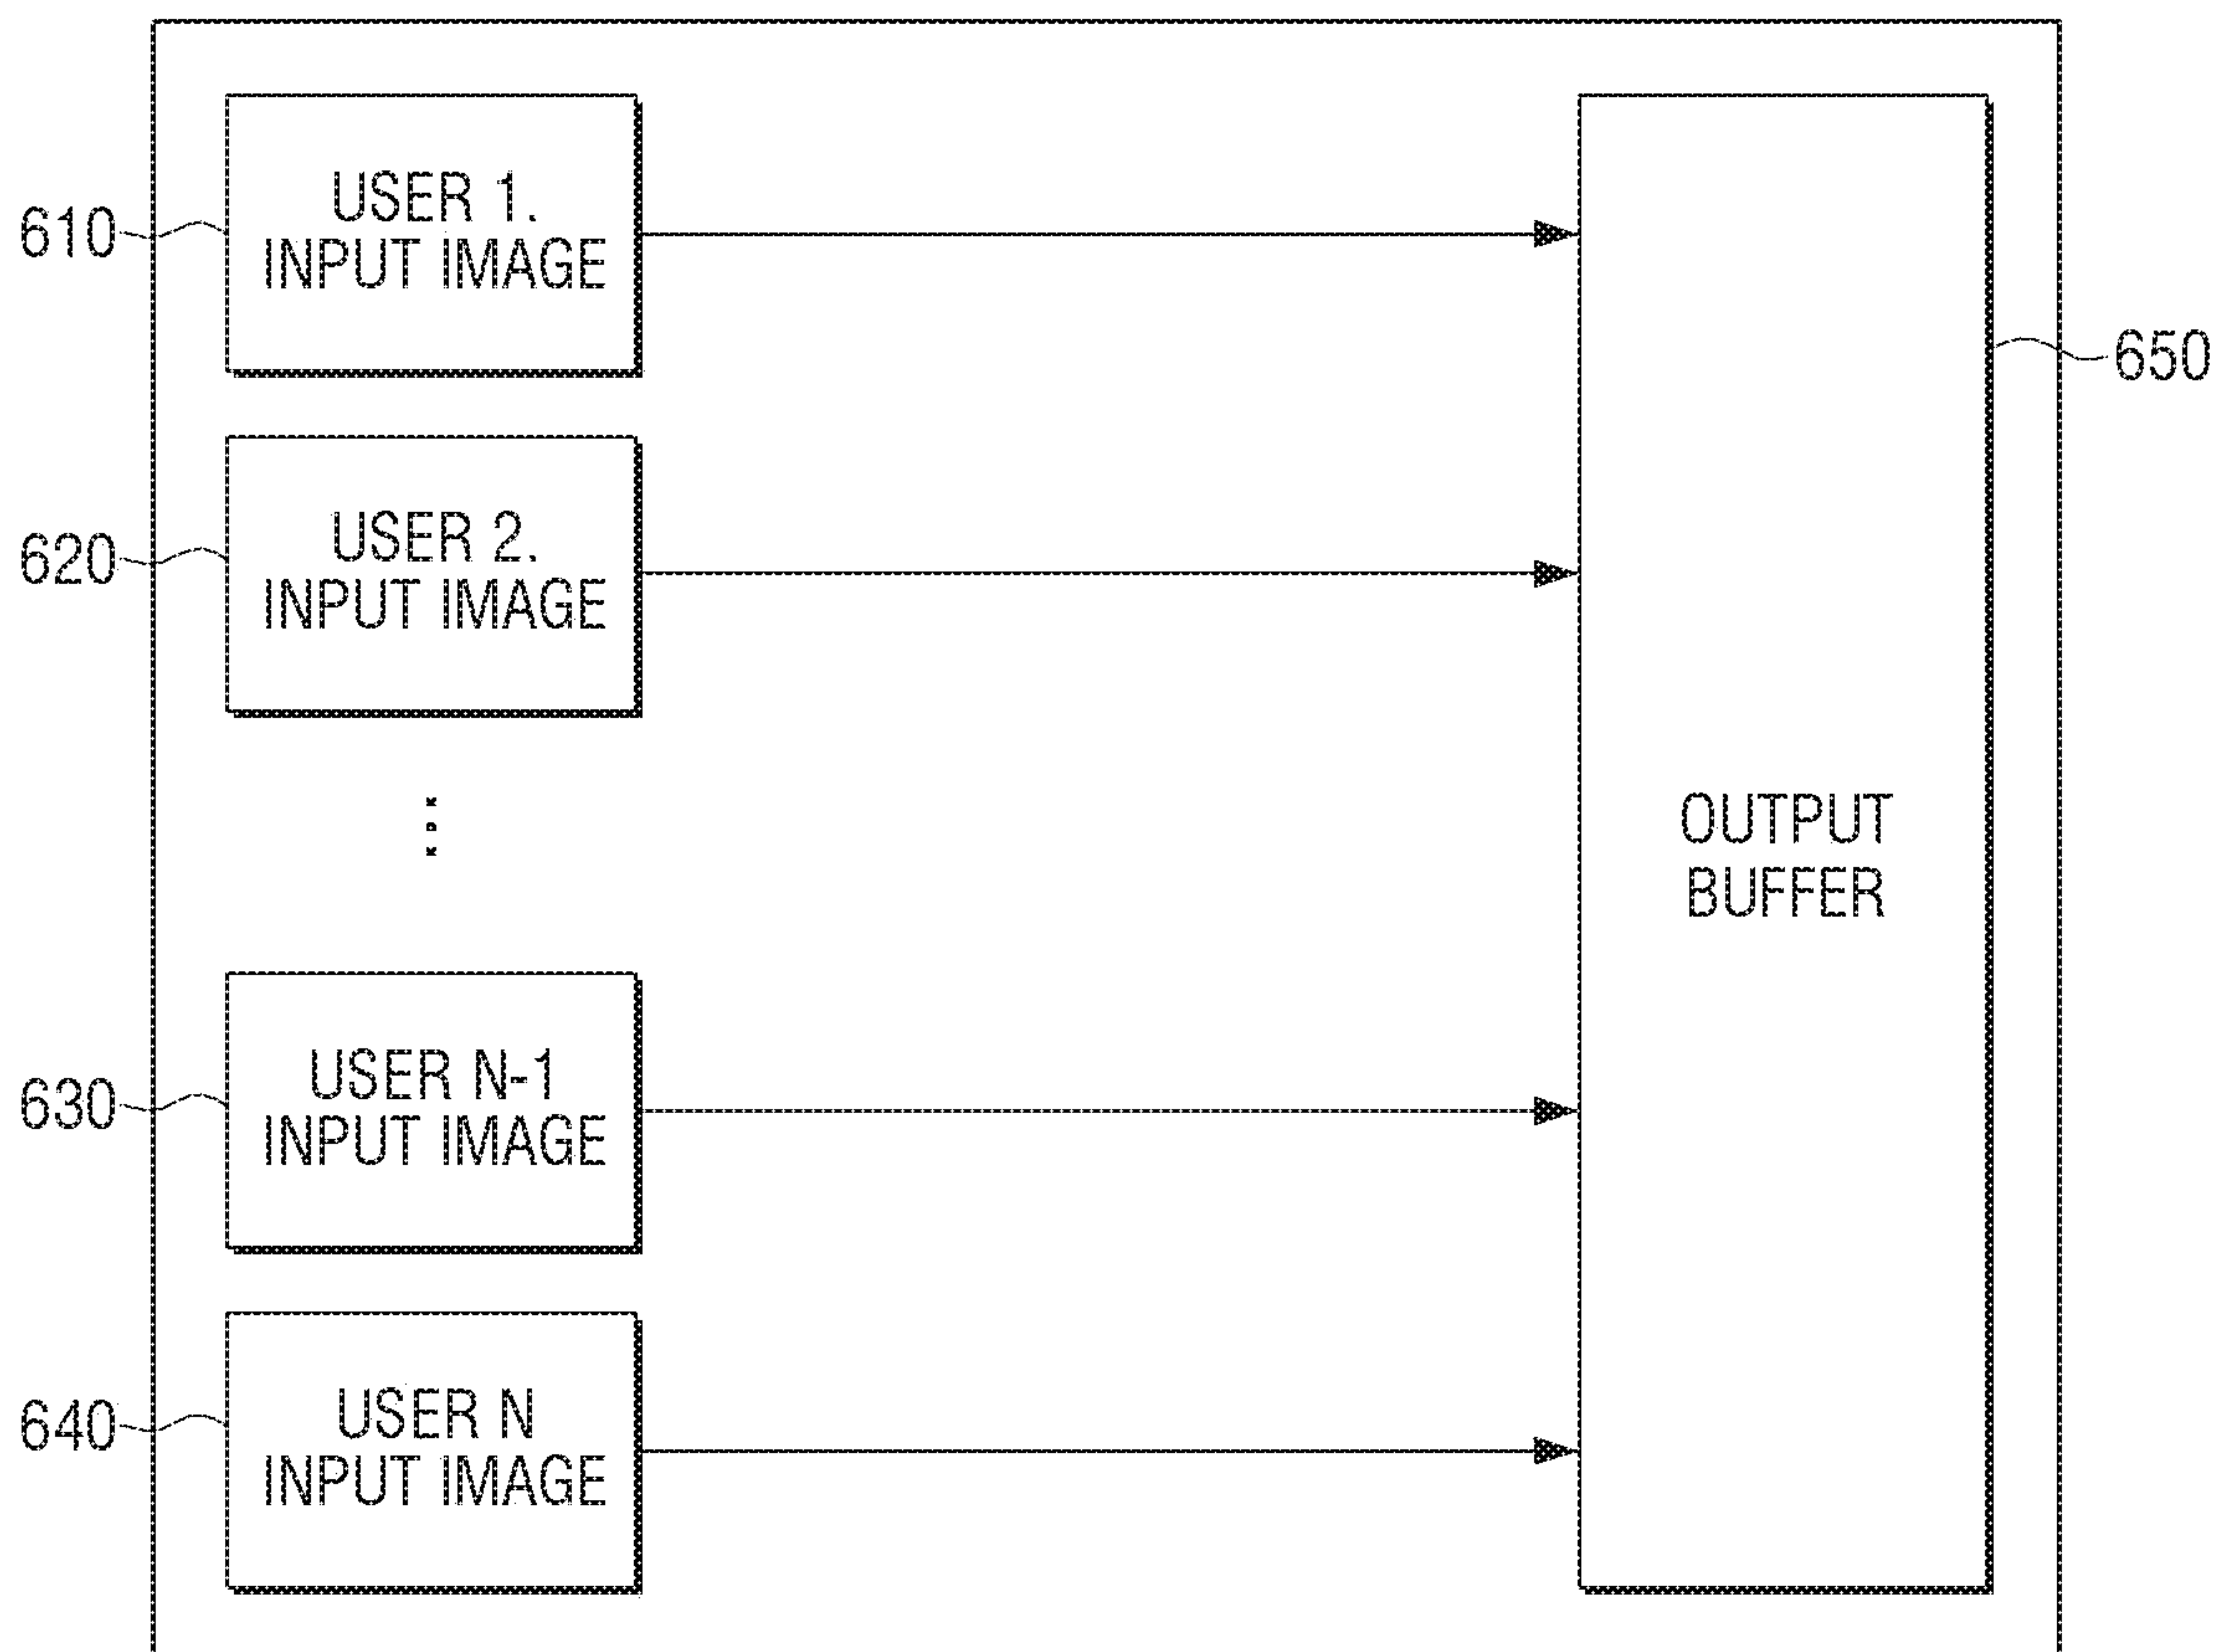 USER 1.
INPUT IMAGE
610
650
USER 2.
INPUT IMAGE
620
OUTPUT
BUFFER
USER N-1
INPUT IMAGE
630
USER N
INPUT IMAGE
640